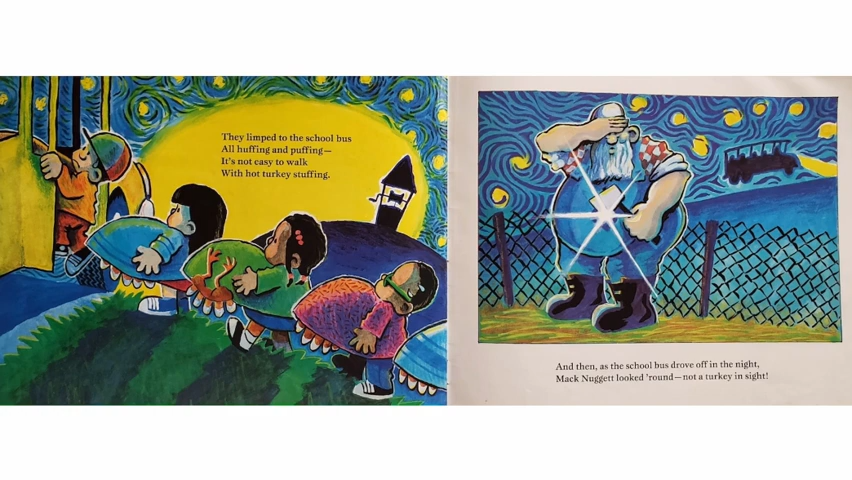 They limped to the school bus
All huffing and puffing—
It's not easy to walk
With hot turkey stuffing.
And then, as the school bus drove off in the night,
Mack Nuggett looked 'round—not a turkey in sight!